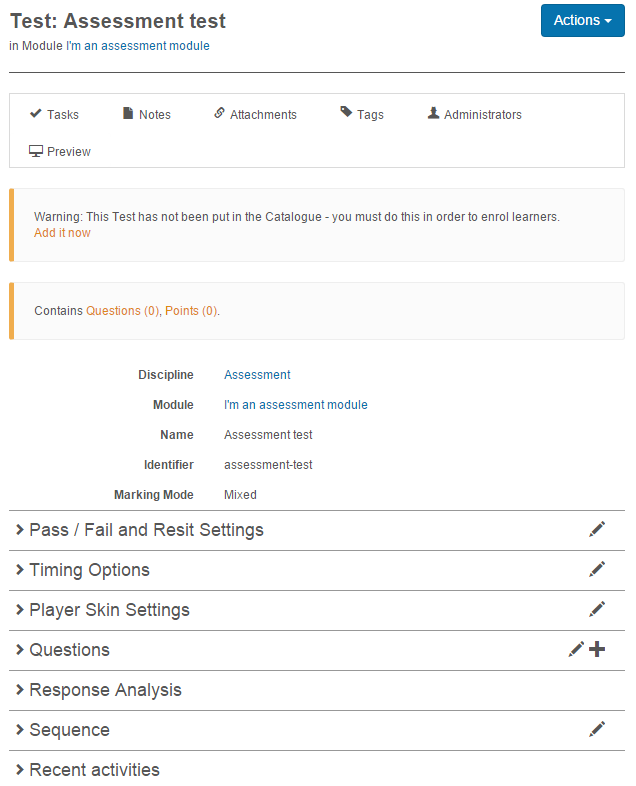 Test: Assessment test
Actions
in Module I'm an assessment module
Tasks Notes Attachments Tags Administrators
Preview
Warning: This Test has not been put in the Catalogue - you must do this in order to enrol learners.
Add it now
Contains Questions (0), Points (0).
Discipline Assessment
Module I'm an assessment module
Name Assessment test
Identifier assessment-test
Marking Mode Mixed
Pass / Fail and Resit Settings
Timing Options
Player Skin Settings
Questions
Response Analysis
Sequence
Recent activities